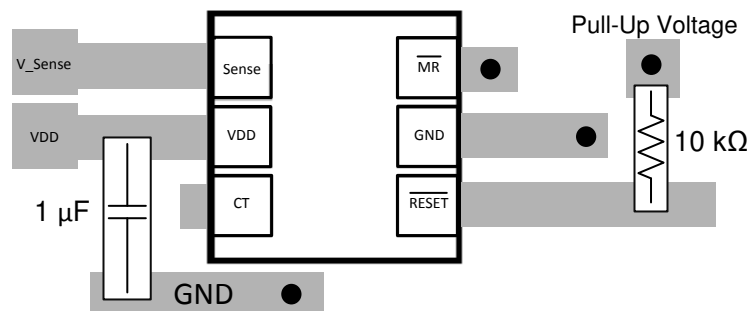 Pull-Up Voltage
V_Sense
Sense
MR
VDD
VDD
GND
10 kΩ
1 µF
CT
RESET
GND